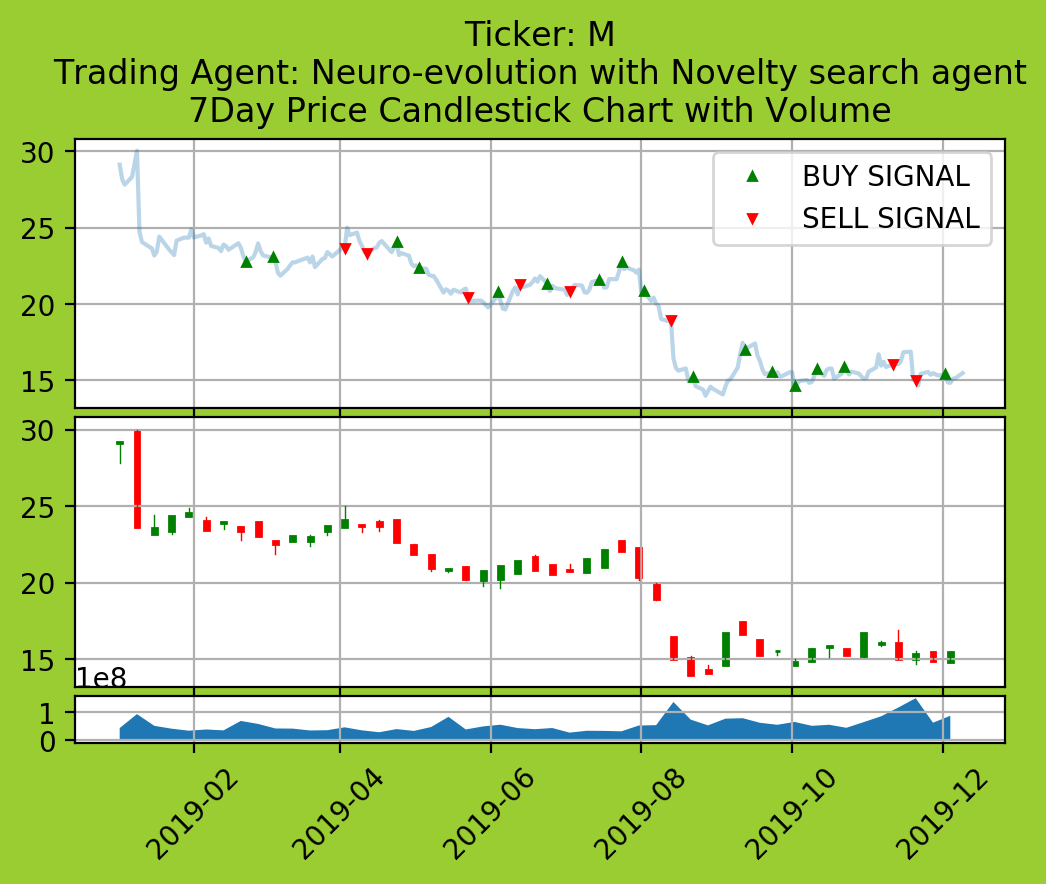 Ticker: M
Trading Agent: Neuro-evolution with Novelty search agent
7Day Price Candlestick Chart with Volume
30
25
20
15
BUY SIGNAL
SELL SIGNAL
30
25
20
15
1e8
1
0
2019-02
2019-04
2019-06
2019-08
2019-10
2019-12